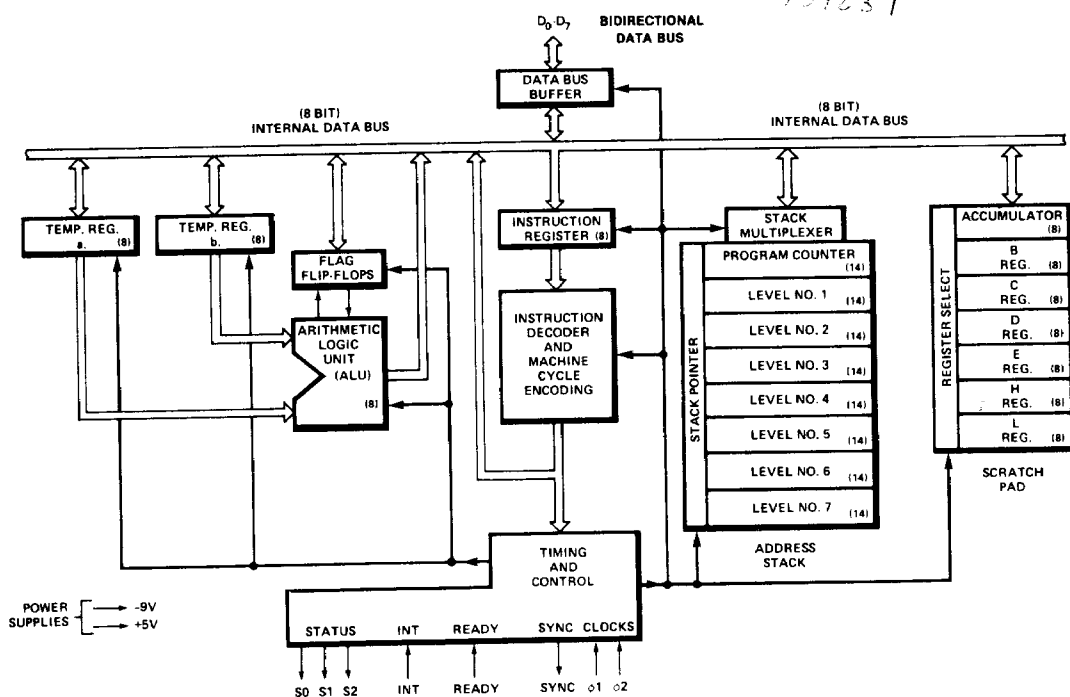 D0-D7 BIDIRECTIONAL
DATA BUS
DATA BUS
BUFFER
(8 BIT)
INTERNAL DATA BUS
(8 BIT)
INTERNAL DATA BUS
TEMP. REG.
a. (8)
TEMP. REG.
b. (8)
FLAG
FLIP-FLOPS
ARITHMETIC
LOGIC
UNIT
(ALU)
(8)
INSTRUCTION
REGISTER (8)
INSTRUCTION
DECODER
AND
MACHINE
CYCLE
ENCODING
STACK
MULTIPLEXER
STACK POINTER
PROGRAM COUNTER
(14)
LEVEL NO. 1 (14)
LEVEL NO. 2 (14)
LEVEL NO. 3 (14)
LEVEL NO. 4 (14)
LEVEL NO. 5 (14)
LEVEL NO. 6 (14)
LEVEL NO. 7 (14)
ADDRESS
STACK
REGISTER SELECT
ACCUMULATOR
(8)
B
REG. (8)
C
REG. (8)
D
REG. (8)
E
REG. (8)
H
REG. (8)
L
REG. (8)
SCRATCH
PAD
TIMING
AND
CONTROL
POWER
SUPPLIES
-9V
+5V
STATUS INT READY SYNC CLOCKS
S0 S1 S2 INT READY SYNC φ1 φ2